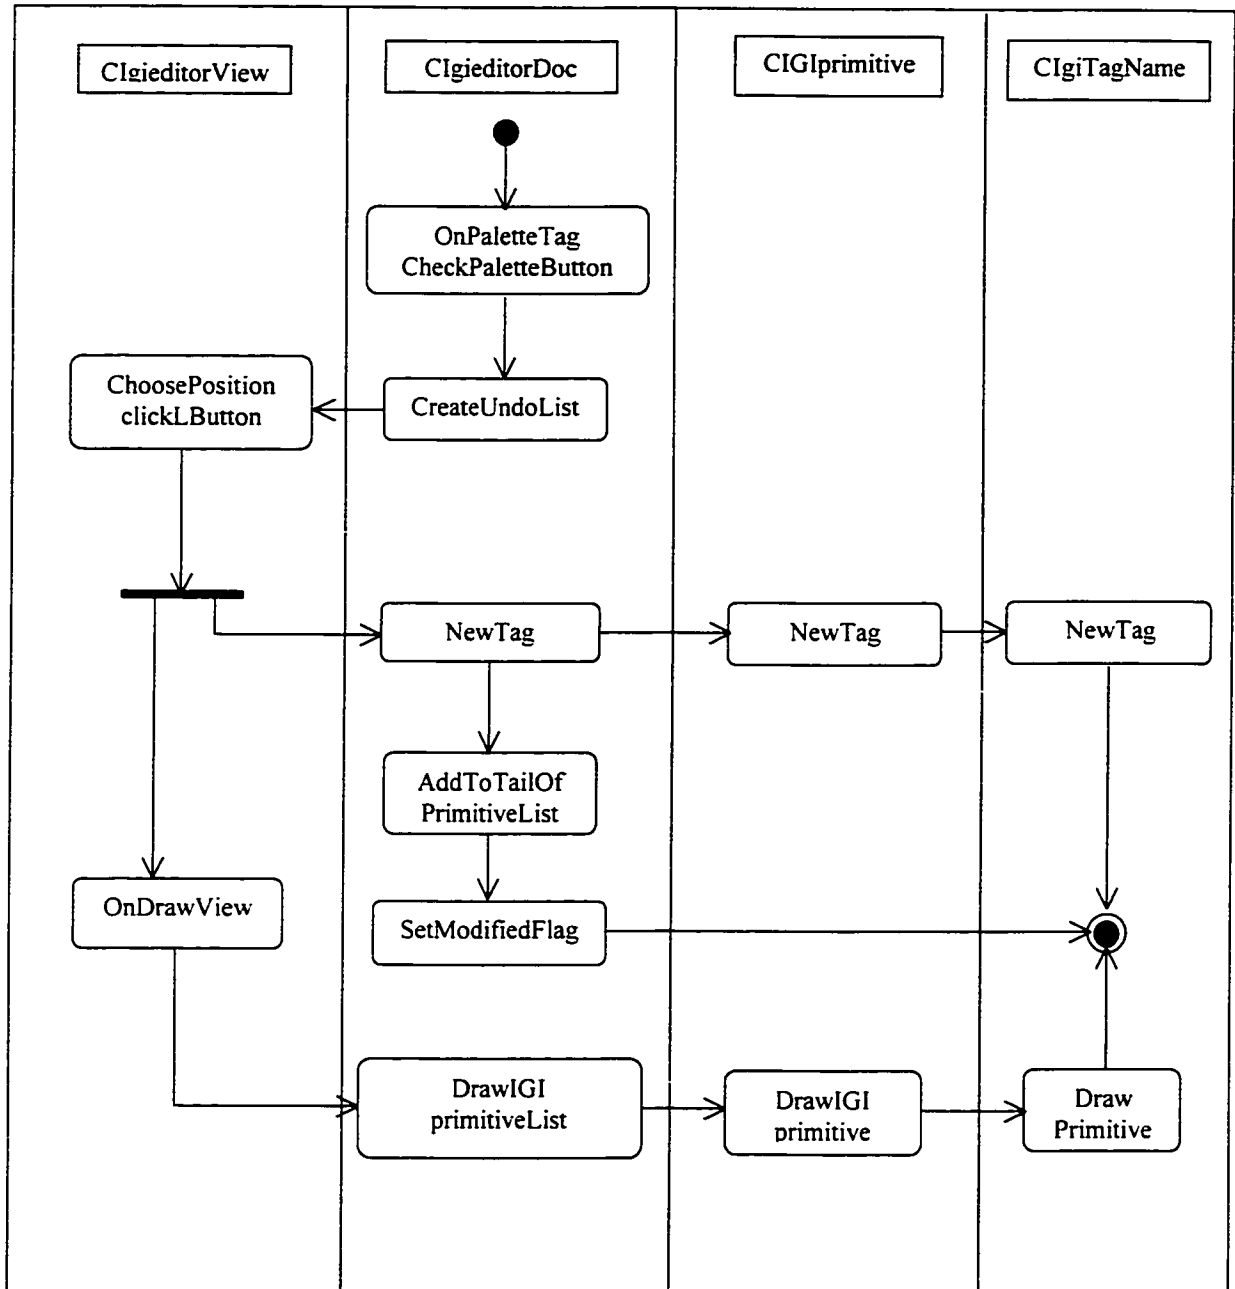 CIgieditorView
CIgieditorDoc
CIGIprimitive
CIgiTagName
OnPaletteTag
CheckPaletteButton
ChoosePosition
clickLButton
CreateUndoList
NewTag
NewTag
NewTag
AddToTailOf
PrimitiveList
OnDrawView
SetModifiedFlag
DrawIGI
primitiveList
DrawIGI
primitive
Draw
Primitive